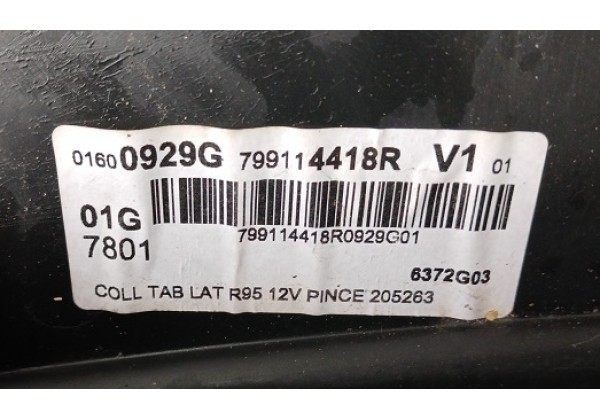 0160 0929G 799114418R V1 01
01G
7801
799114418R0929G01
6372G03
COLL TAB LAT R95 12V PINCE 205263